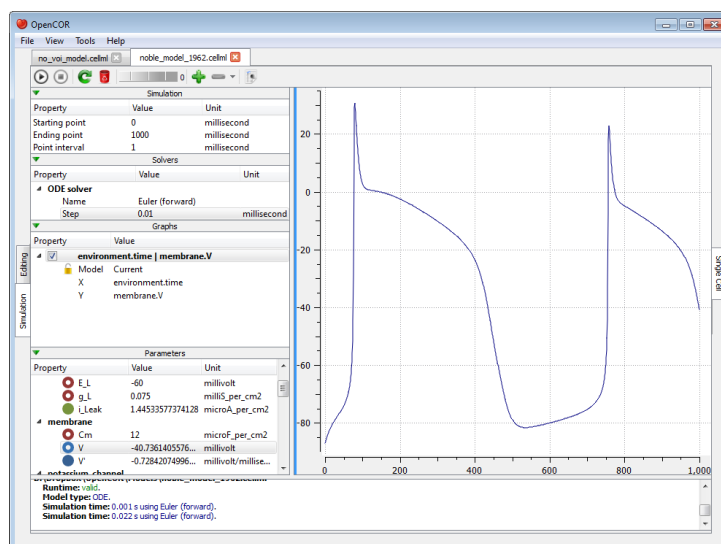 OpenCOR
File View Tools Help
no_voi_model.cellml noble_model_1962.cellml
0
Simulation
Property Value Unit
Starting point 0 millisecond
Ending point 1000 millisecond
Point interval 1 millisecond
Solvers
Property Value Unit
ODE solver
Name Euler (forward)
Step 0.01 millisecond
Graphs
Property Value
environment.time | membrane.V
Model Current
X environment.time
Y membrane.V
Editing
Simulation
Parameters
Property Value Unit
E_L -60 millivolt
g_L 0.075 milliS_per_cm2
i_Leak 1.44533577374128 microA_per_cm2
membrane
Cm 12 microF_per_cm2
V -40.7361405576... millivolt
V' -0.72842074996... millivolt/millise...
potassium_channel
20
0
-20
-40
-60
-80
0 200 400 600 800 1,000
Single Cell
Runtime: valid.
Model type: ODE.
Simulation time: 0.001 s using Euler (forward).
Simulation time: 0.022 s using Euler (forward).